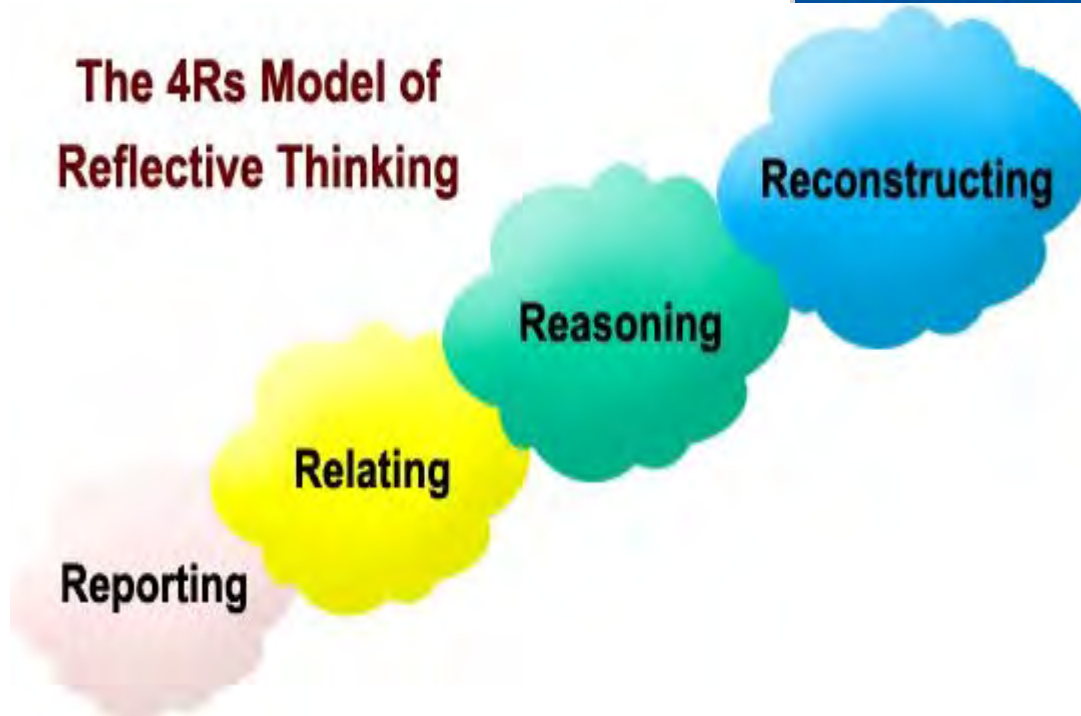 The 4Rs Model of
Reflective Thinking
Reconstructing
Reasoning
Relating
Reporting